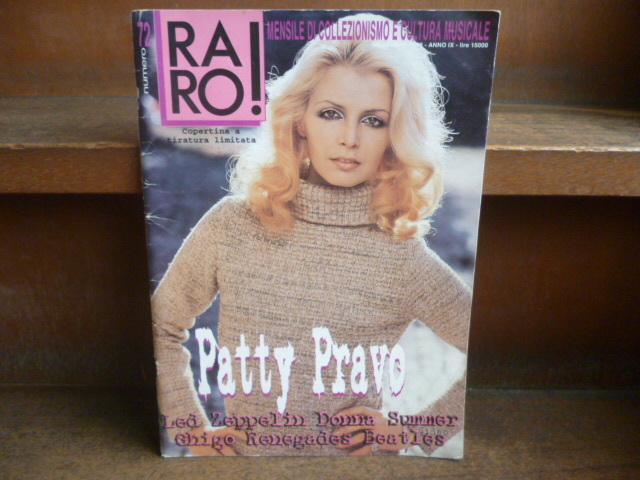 numero 72
RA
RO!
MENSILE DI COLLEZIONISMO E CULTURA MUSICALE
- ANNO IX - lire 15000
Copertina a
tiratura limitata
Patty Pravo
Led Zeppelin Donna Summer
Ghigo Renegades Beatles